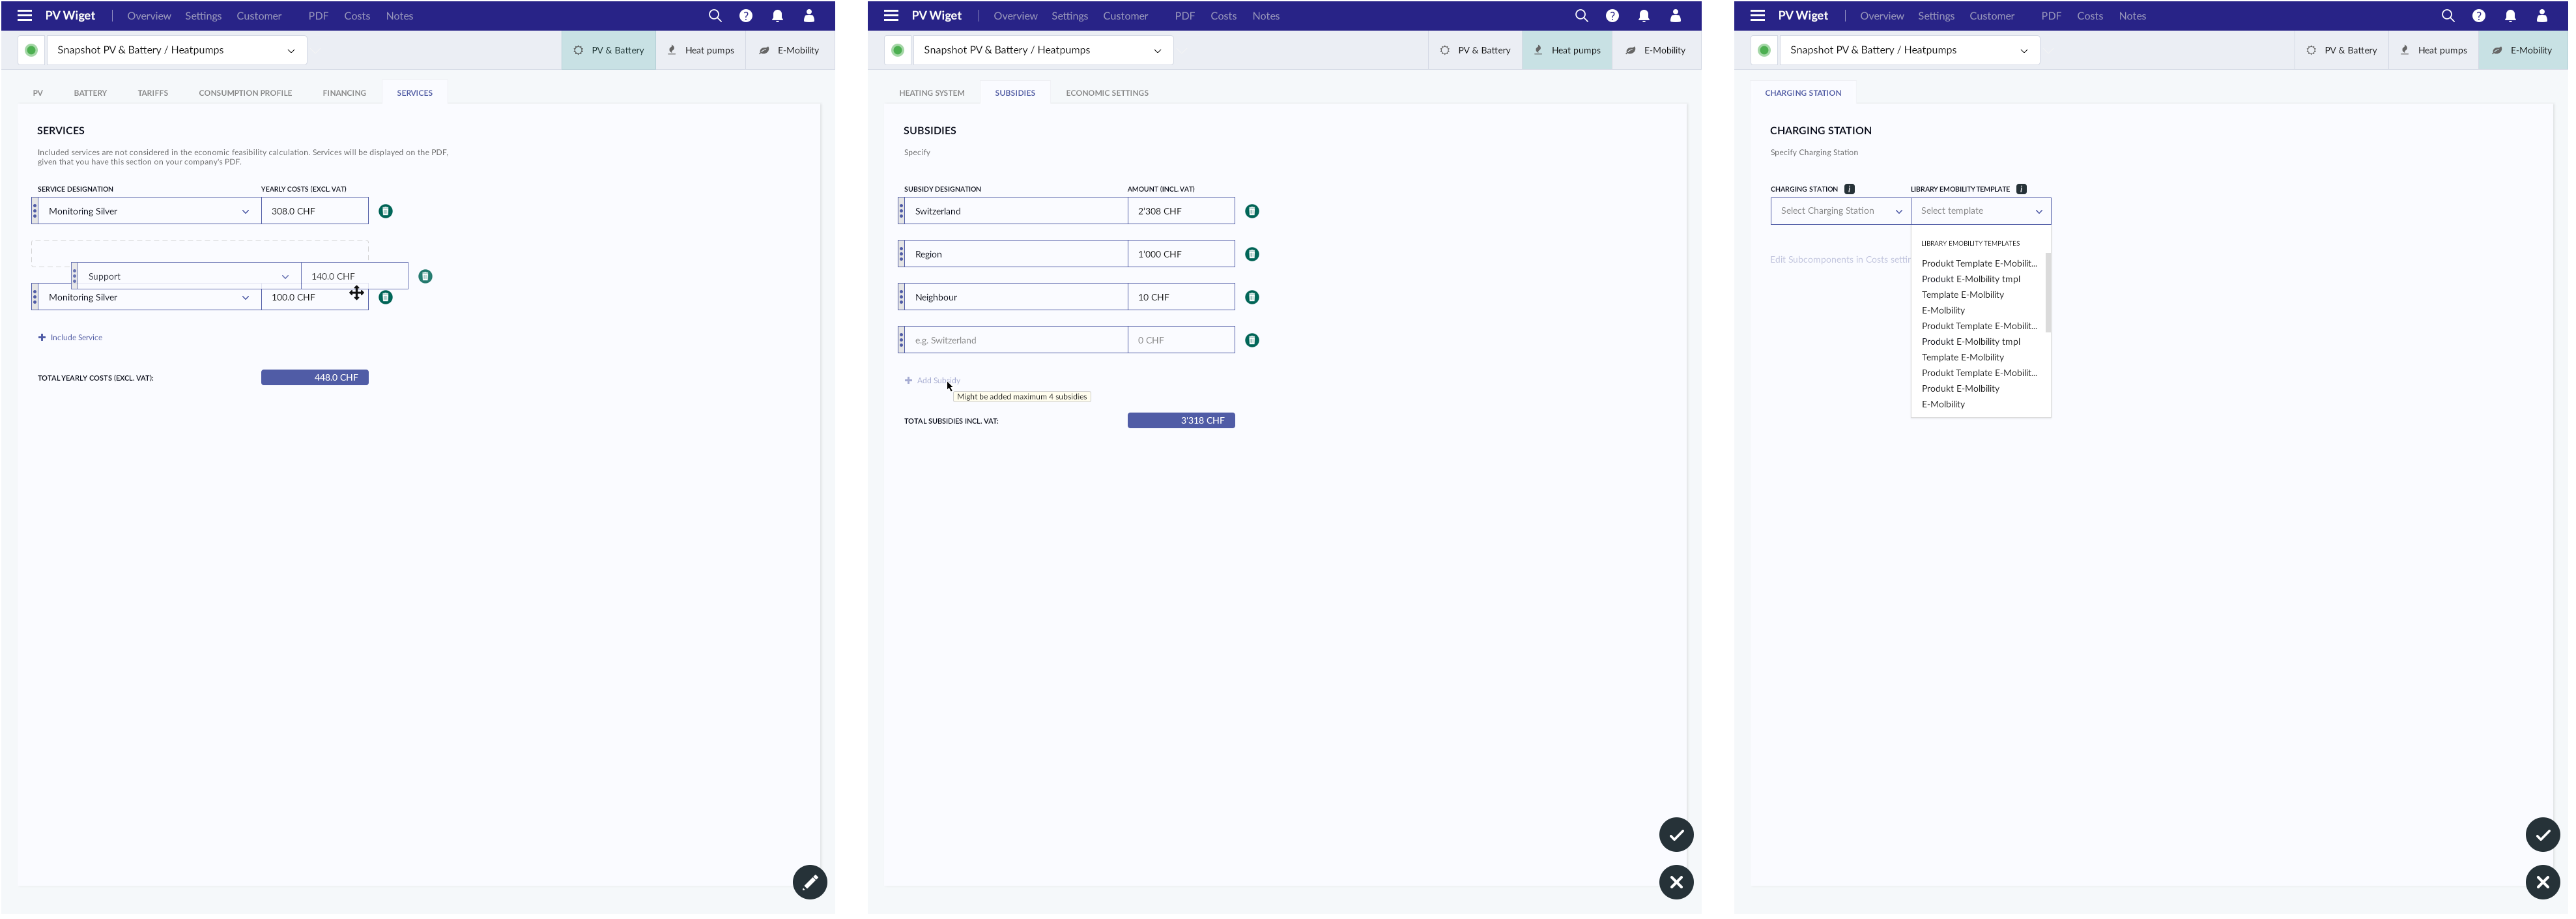 PV Wiget Overview Settings Customer PDF Costs Notes
Snapshot PV & Battery / Heatpumps PV & Battery Heat pumps E-Mobility
PV BATTERY TARIFFS CONSUMPTION PROFILE FINANCING SERVICES
SERVICES
Included services are not considered in the economic feasibility calculation. Services will be displayed on the PDF,
given that you have this section on your company's PDF.
SERVICE DESIGNATION YEARLY COSTS (EXCL. VAT)
Monitoring Silver 308.0 CHF
Support 140.0 CHF
Monitoring Silver 100.0 CHF
Include Service
TOTAL YEARLY COSTS (EXCL. VAT): 448.0 CHF
PV Wiget Overview Settings Customer PDF Costs Notes
Snapshot PV & Battery / Heatpumps PV & Battery Heat pumps E-Mobility
HEATING SYSTEM SUBSIDIES ECONOMIC SETTINGS
SUBSIDIES
Specify
SUBSIDY DESIGNATION AMOUNT (INCL. VAT)
Switzerland 2'308 CHF
Region 1'000 CHF
Neighbour 10 CHF
e.g. Switzerland 0 CHF
Add Subsidy
Might be added maximum 4 subsidies
TOTAL SUBSIDIES INCL. VAT: 3'318 CHF
PV Wiget Overview Settings Customer PDF Costs Notes
Snapshot PV & Battery / Heatpumps PV & Battery Heat pumps E-Mobility
CHARGING STATION
CHARGING STATION
Specify Charging Station
CHARGING STATION i LIBRARY EMOBILITY TEMPLATE i
Select Charging Station Select template
LIBRARY EMOBILITY TEMPLATES
Edit Subcomponents in Costs settin
Produkt Template E-Mobilit...
Produkt E-Molbility tmpl
Template E-Molbility
E-Molbility
Produkt Template E-Mobilit...
Produkt E-Molbility tmpl
Template E-Molbility
Produkt Template E-Mobilit...
Produkt E-Molbility
E-Molbility